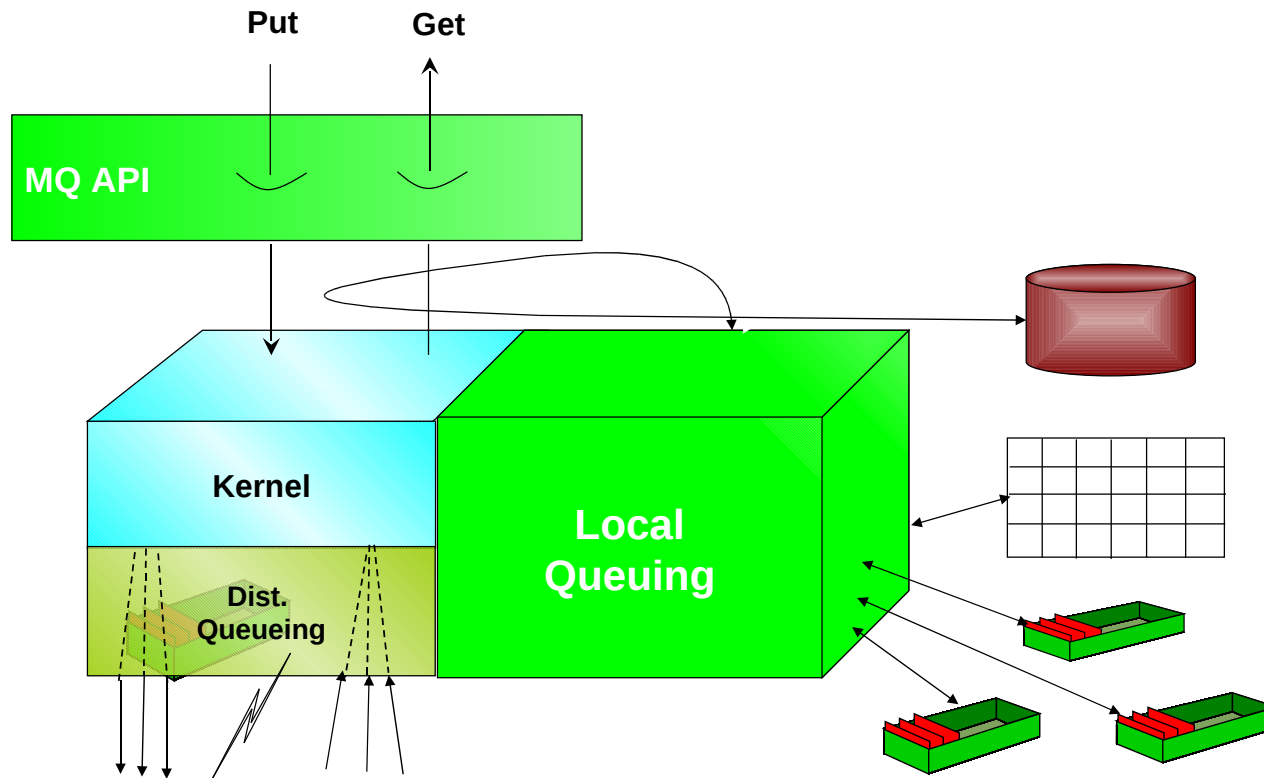 Put
Get
MQ API
Kernel
Local
Queuing
Dist.
Queueing